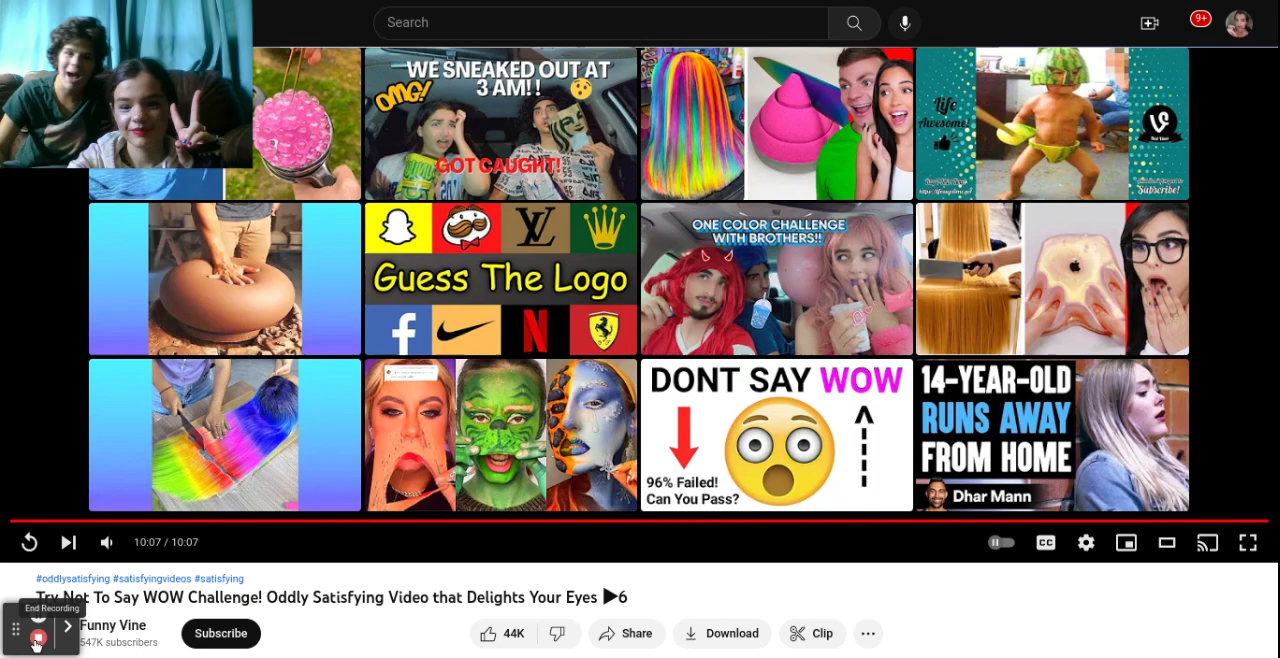 Search
9+
WE SNEAKED OUT AT
3 AM!!
OMG!
GOT CAUGHT!
Life
Awesome!
Subscribe!
Guess The Logo
ONE COLOR CHALLENGE
WITH BROTHERS!!
DONT SAY WOW
96% Failed!
Can You Pass?
14-YEAR-OLD
RUNS AWAY
FROM HOME
Dhar Mann
10:07 / 10:07
CC
#oddlysatisfying #satisfyingvideos #satisfying
Try Not To Say WOW Challenge! Oddly Satisfying Video that Delights Your Eyes ▶6
End Recording
Funny Vine
547K subscribers
Subscribe
44K
Share
Download
Clip